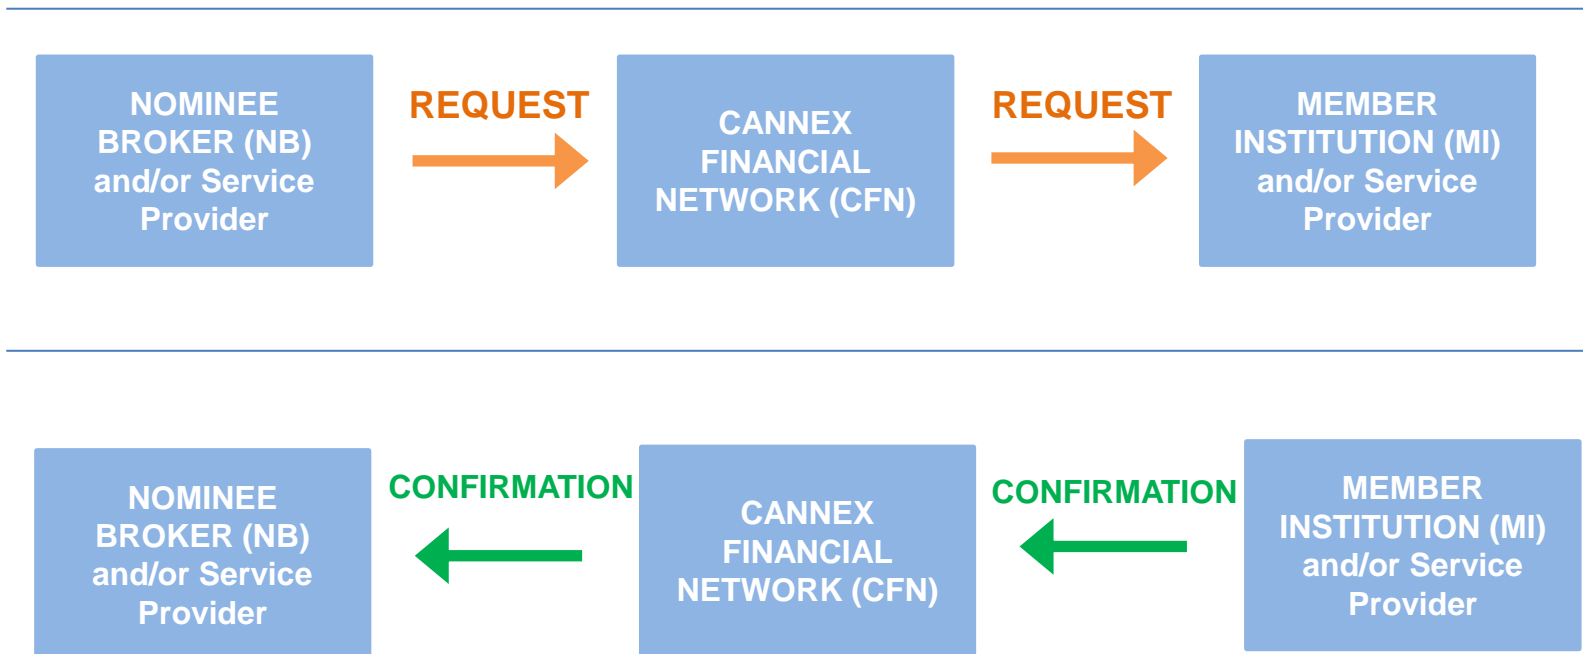 NOMINEE
BROKER (NB)
and/or Service
Provider
REQUEST
CANNEX
FINANCIAL
NETWORK (CFN)
REQUEST
MEMBER
INSTITUTION (MI)
and/or Service
Provider
NOMINEE
BROKER (NB)
and/or Service
Provider
CONFIRMATION
CANNEX
FINANCIAL
NETWORK (CFN)
CONFIRMATION
MEMBER
INSTITUTION (MI)
and/or Service
Provider